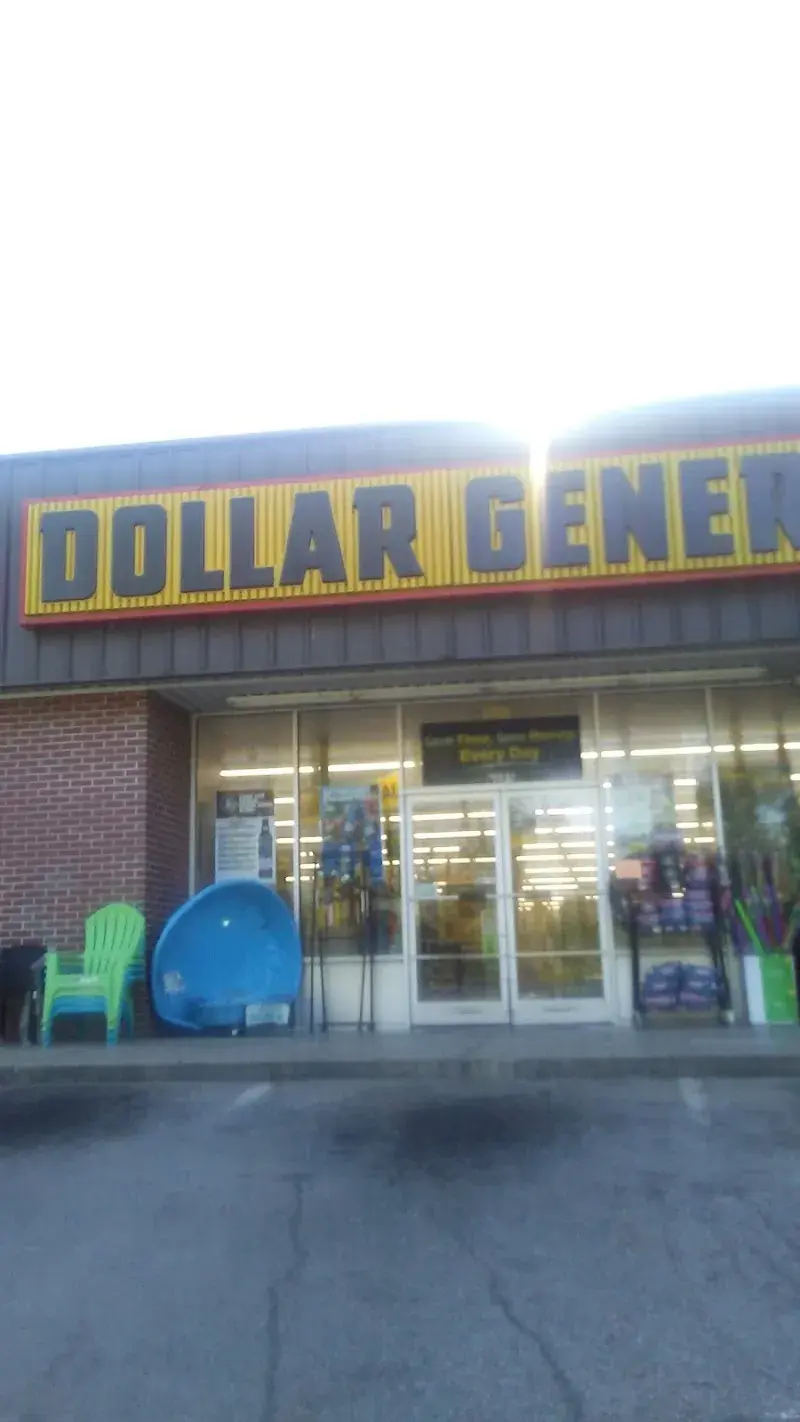 DOLLAR GENER
Save Time. Save Money.
Every Day